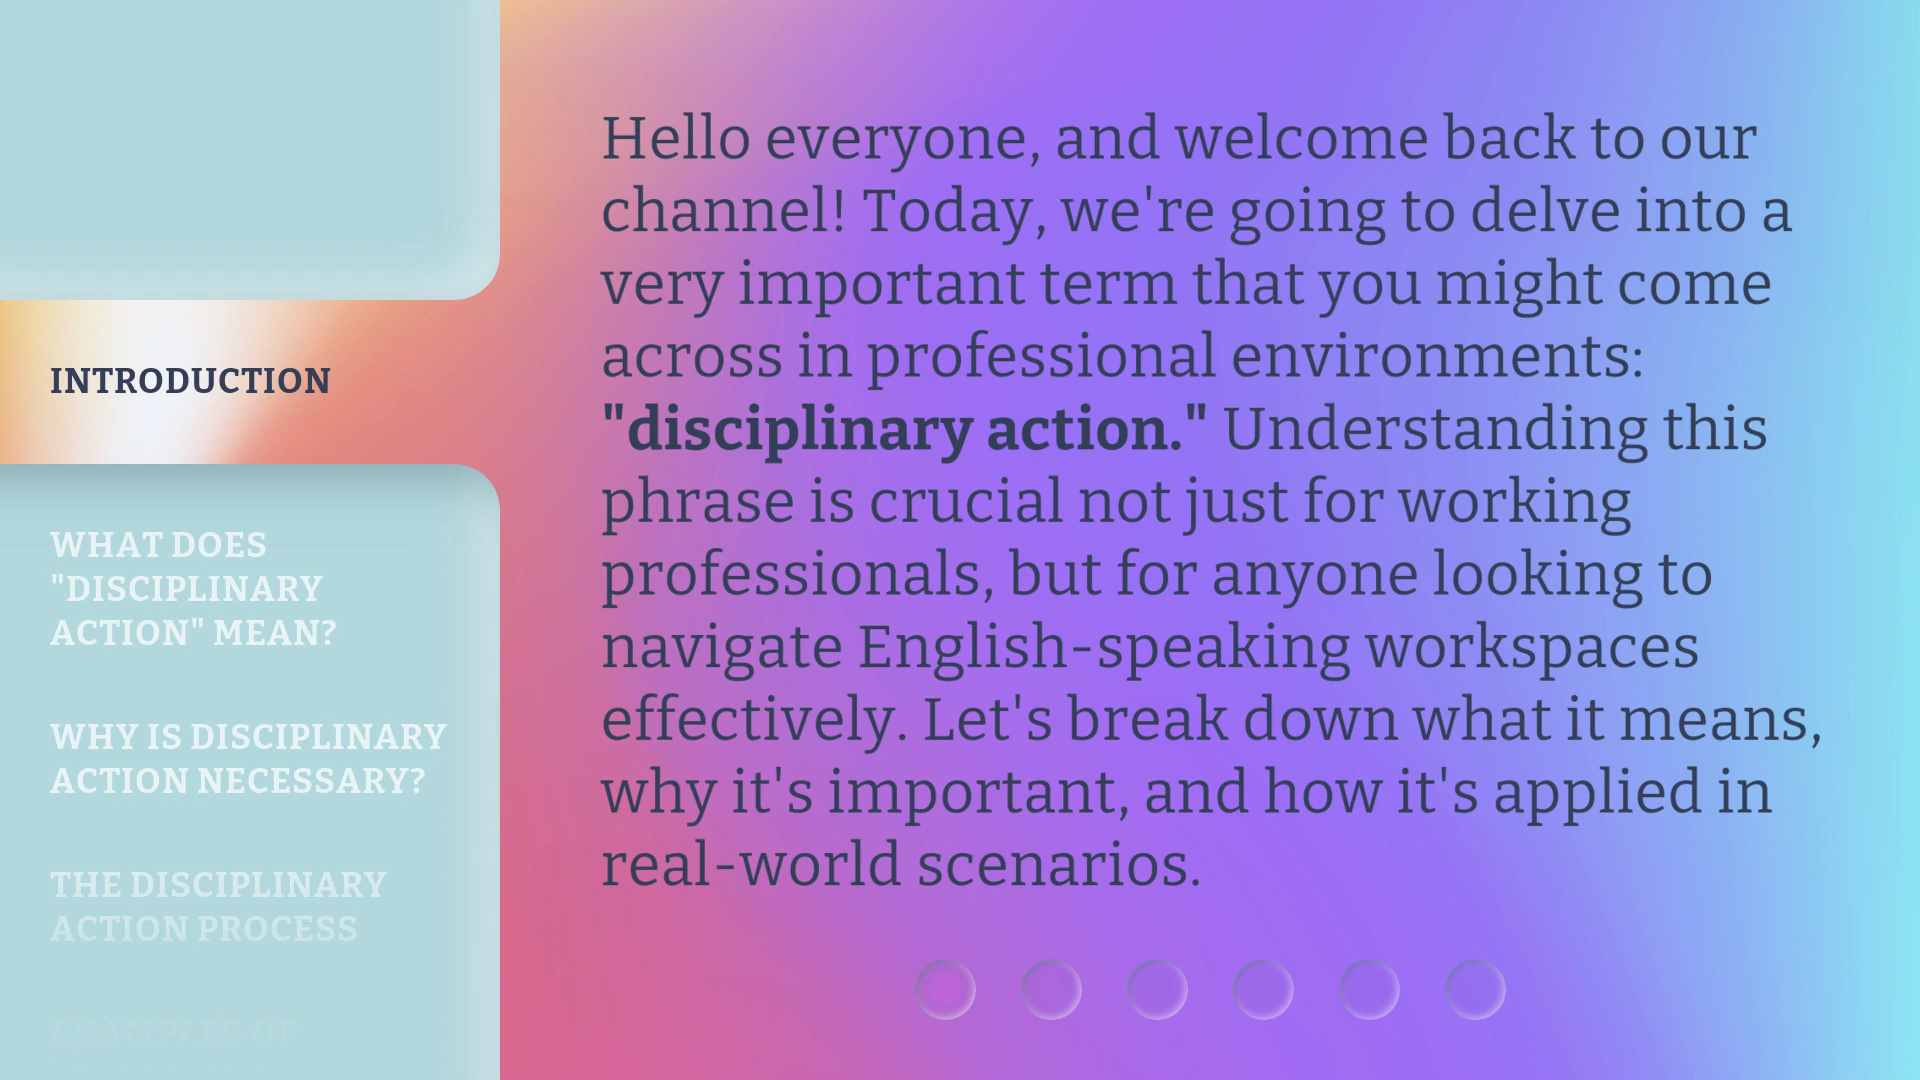 INTRODUCTION
WHAT DOES
"DISCIPLINARY
ACTION" MEAN?
WHY IS DISCIPLINARY
ACTION NECESSARY?
THE DISCIPLINARY
ACTION PROCESS
EXAMPLES OF
Hello everyone, and welcome back to our
channel! Today, we're going to delve into a
very important term that you might come
across in professional environments:
"disciplinary action." Understanding this
phrase is crucial not just for working
professionals, but for anyone looking to
navigate English-speaking workspaces
effectively. Let's break down what it means,
why it's important, and how it's applied in
real-world scenarios.